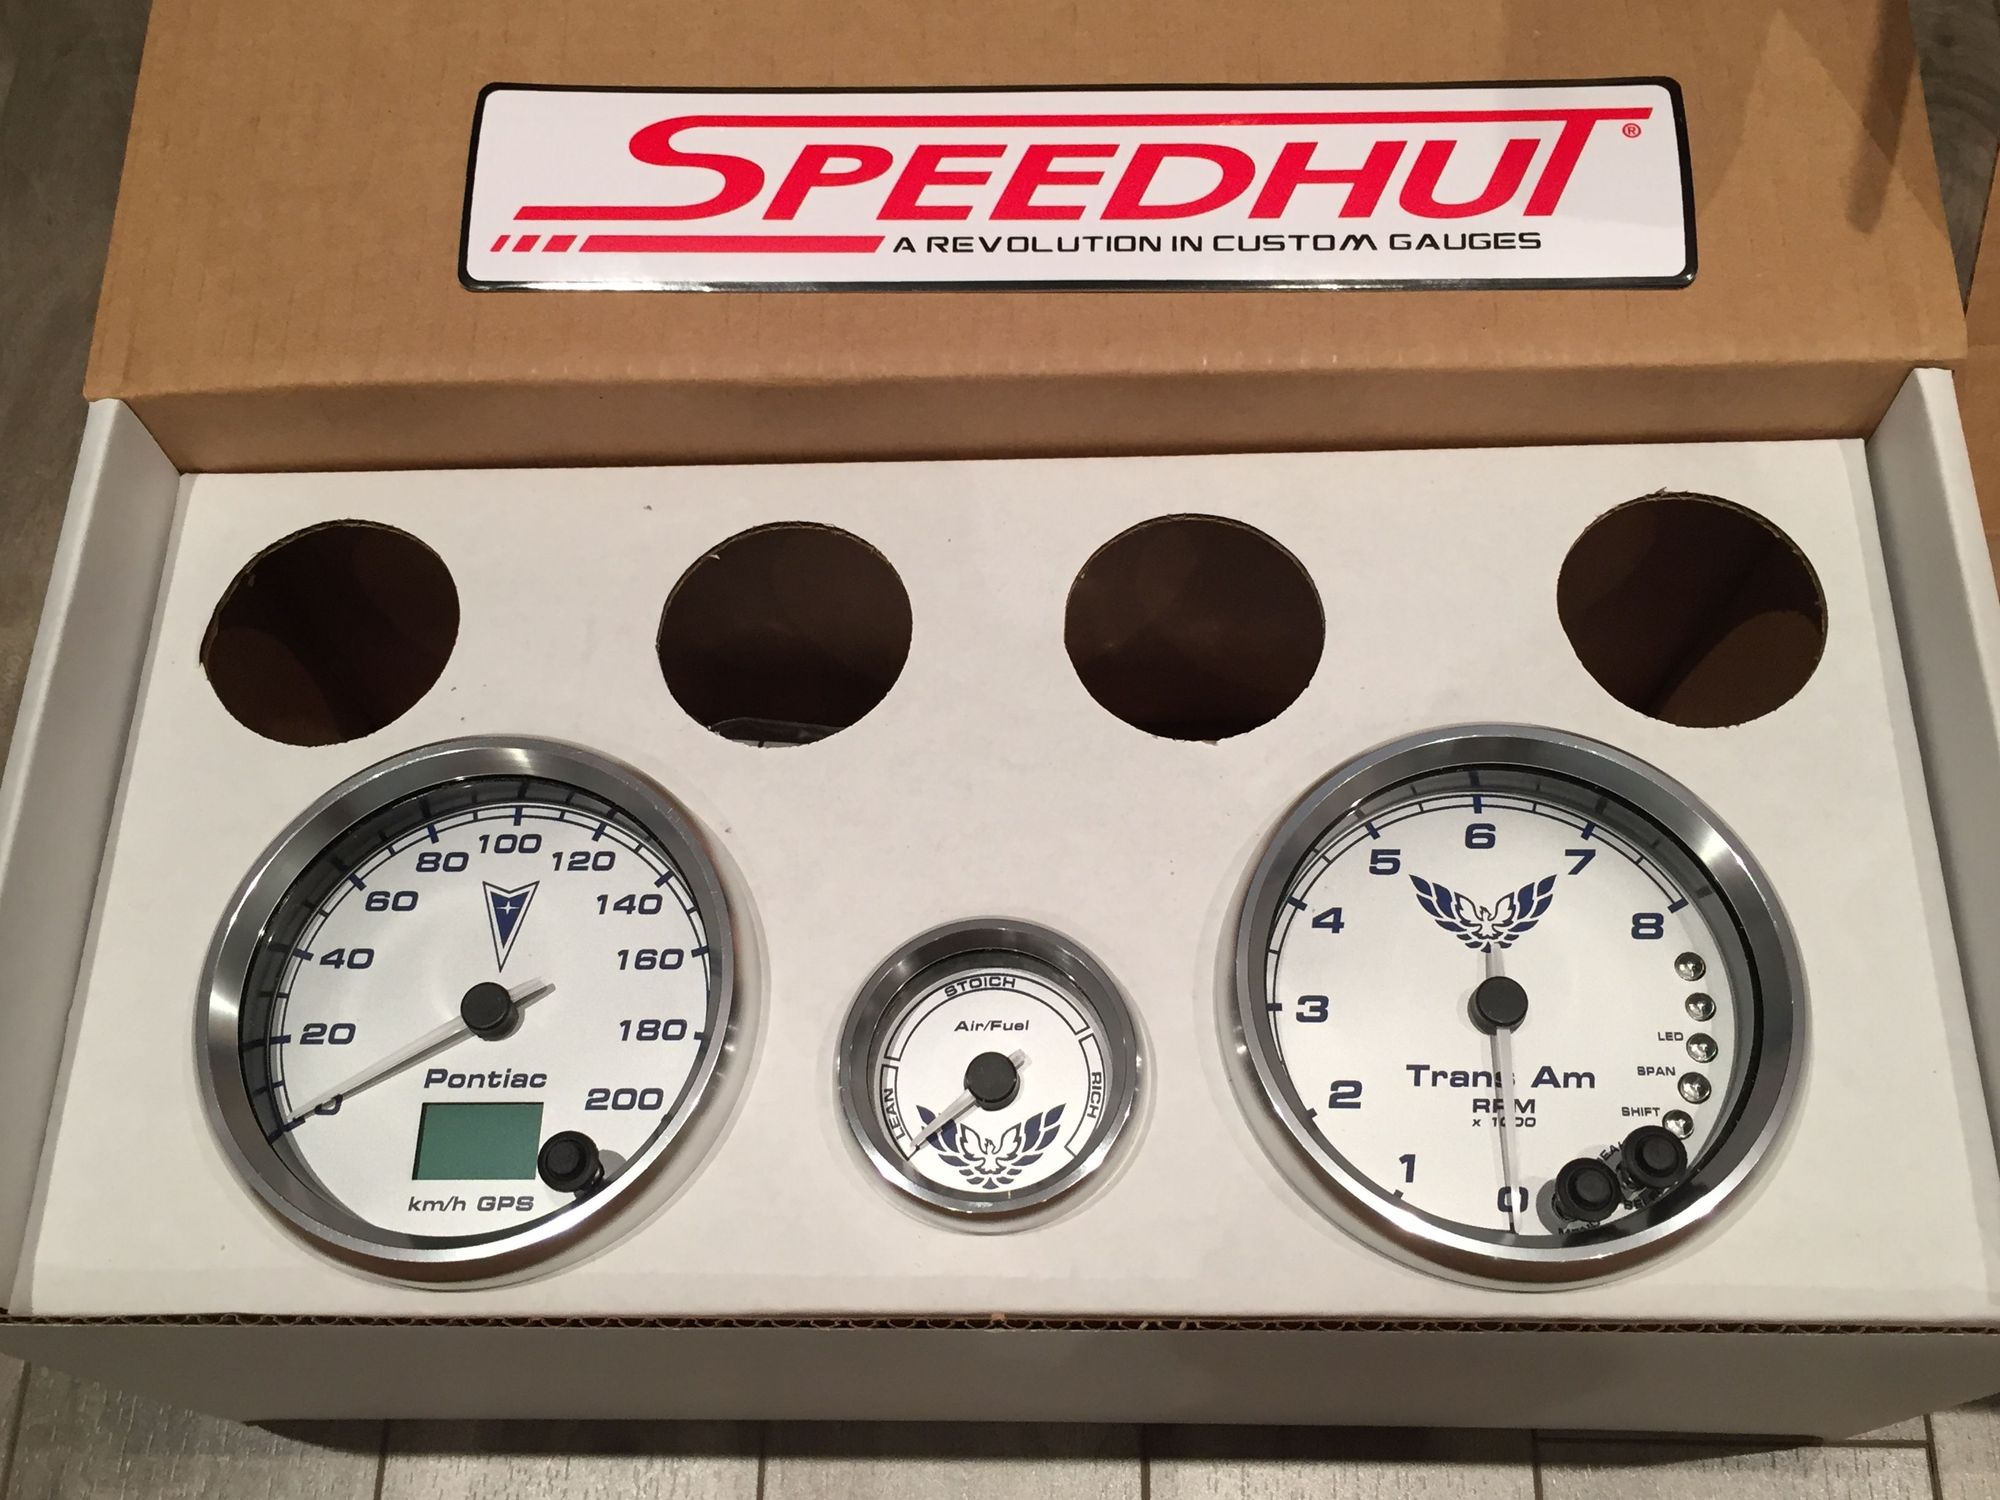 SPEEDHUT®
A REVOLUTION IN CUSTOM GAUGES
0
20
40
60
80
100
120
140
160
180
200
Pontiac
km/h GPS
STOICH
Air/Fuel
LEAN
RICH
0
1
2
3
4
5
6
7
8
Trans Am
RPM
x 1000
LED
SPAN
SHIFT